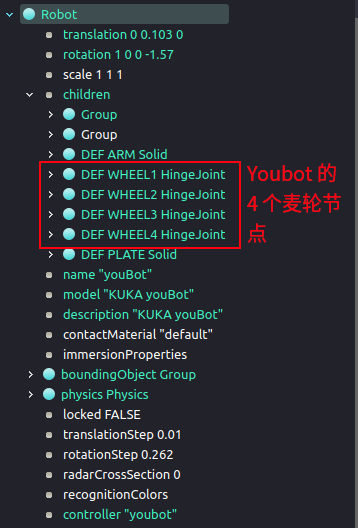 Robot
translation 0 0.103 0
rotation 1 0 0 -1.57
scale 1 1 1
children
Group
Group
DEF ARM Solid
DEF WHEEL1 HingeJoint
DEF WHEEL2 HingeJoint
DEF WHEEL3 HingeJoint
DEF WHEEL4 HingeJoint
Youbot 的
4 个麦轮节
点
DEF PLATE Solid
name "youBot"
model "KUKA youBot"
description "KUKA youBot"
contactMaterial "default"
immersionProperties
boundingObject Group
physics Physics
locked FALSE
translationStep 0.01
rotationStep 0.262
radarCrossSection 0
recognitionColors
controller "youbot"